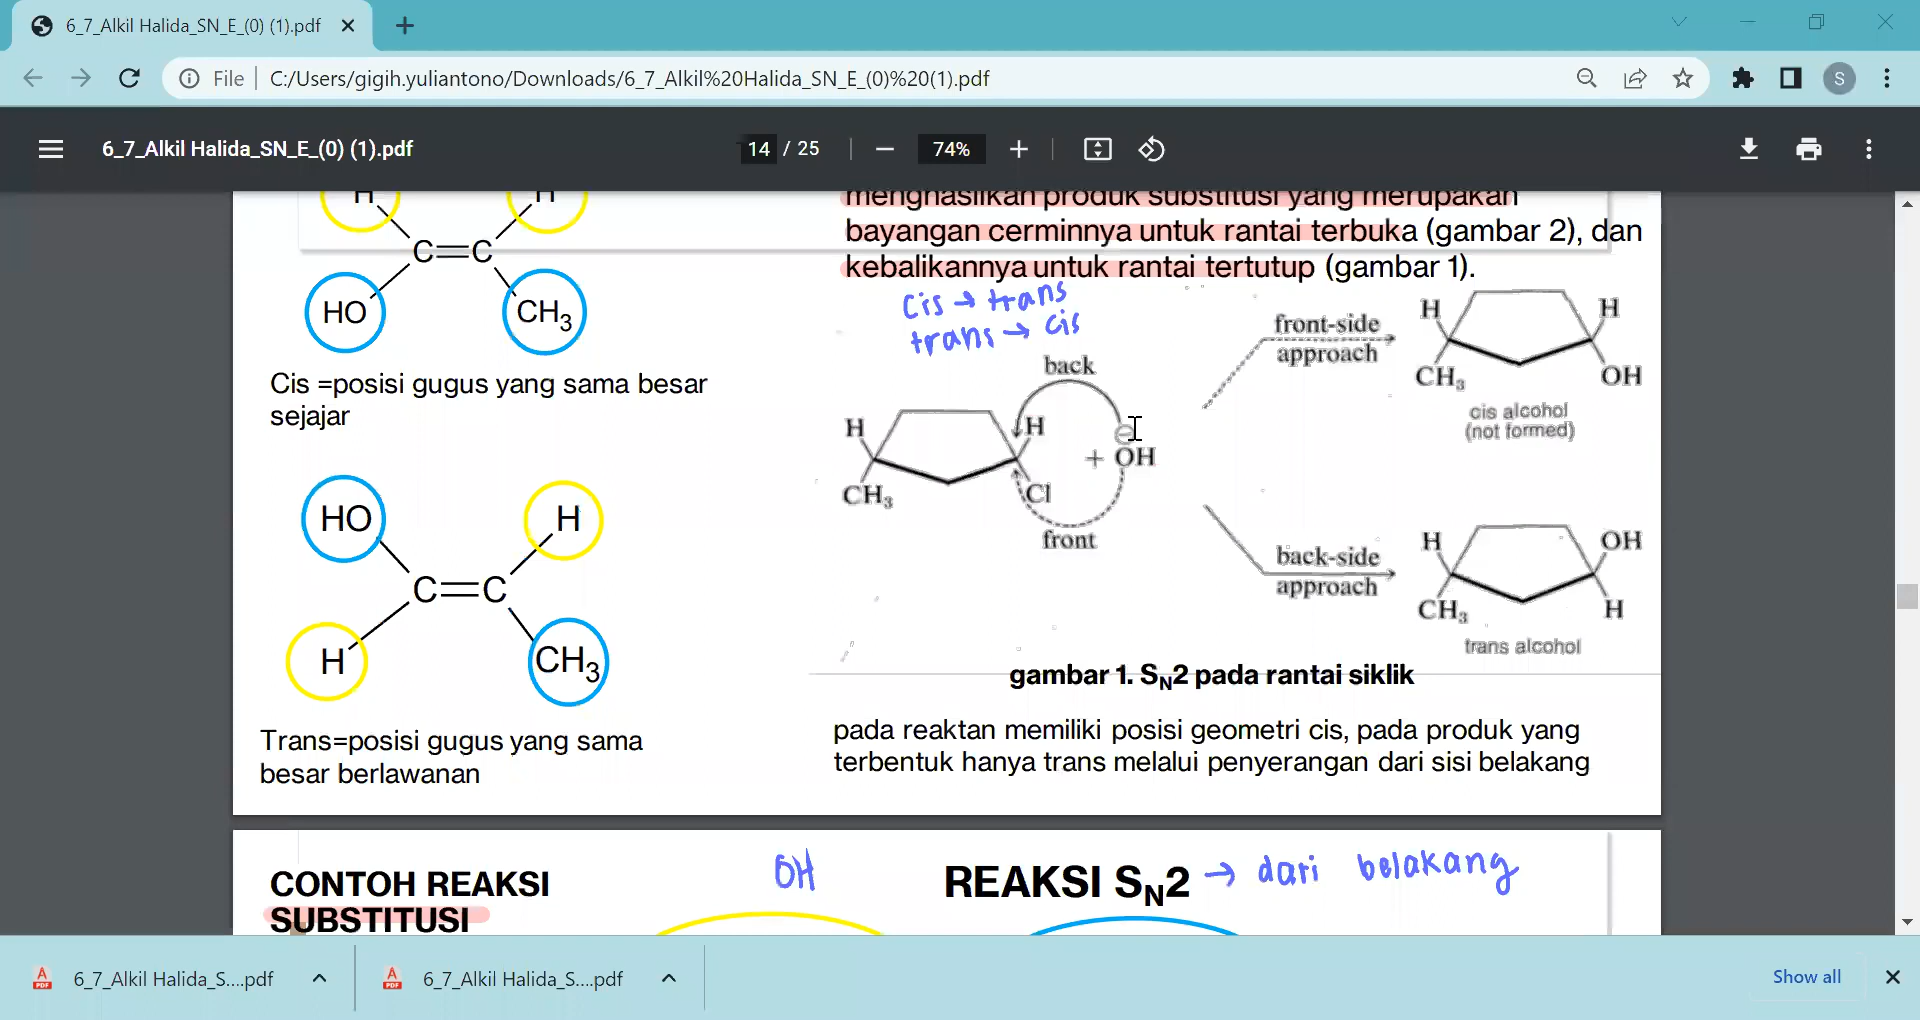 6_7_Alkil Halida_SN_E_(0) (1).pdf
File C:/Users/gigih.yuliantono/Downloads/6_7_Alkil%20Halida_SN_E_(0)%20(1).pdf
S
6_7_Alkil Halida_SN_E_(0) (1).pdf
14 / 25
74%
H H
C C
HO CH3
Cis =posisi gugus yang sama besar
sejajar
HO H
C C
H CH3
Trans=posisi gugus yang sama
besar berlawanan
menghasilkan produk substitusi yang merupakan
bayangan cerminnya untuk rantai terbuka (gambar 2), dan
kebalikannya untuk rantai tertutup (gambar 1).
cis → trans
trans → cis
back
H H
CH3 Cl
+ OH
⊖
front
front-side
approach
H H
CH3 OH
cis alcohol
(not formed)
back-side
approach
H OH
CH3 H
trans alcohol
gambar 1. SN2 pada rantai siklik
pada reaktan memiliki posisi geometri cis, pada produk yang
terbentuk hanya trans melalui penyerangan dari sisi belakang
CONTOH REAKSI
SUBSTITUSI
OH
REAKSI SN2 → dari belakang
6_7_Alkil Halida_S....pdf
6_7_Alkil Halida_S....pdf
Show all